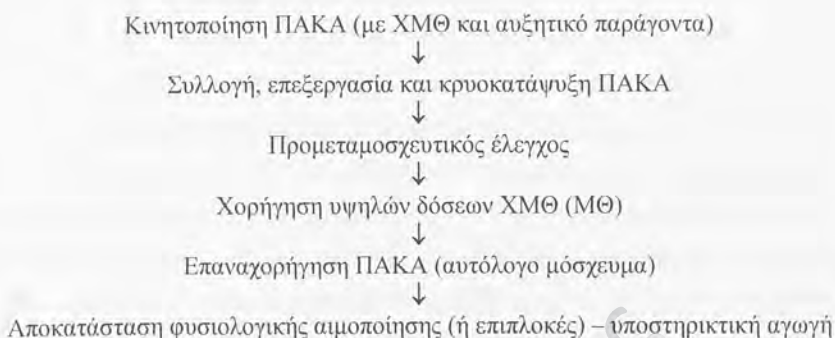 Κινητοποίηση ΠΑΚΑ (με ΧΜΘ και αυξητικό παράγοντα)
↓
Συλλογή, επεξεργασία και κρυοκατάψυξη ΠΑΚΑ
↓
Προμεταμοσχευτικός έλεγχος
↓
Χορήγηση υψηλών δόσεων ΧΜΘ (ΜΘ)
↓
Επαναχορήγηση ΠΑΚΑ (αυτόλογο μόσχευμα)
↓
Αποκατάσταση φυσιολογικής αιμοποίησης (ή επιπλοκές) – υποστηρικτική αγωγή